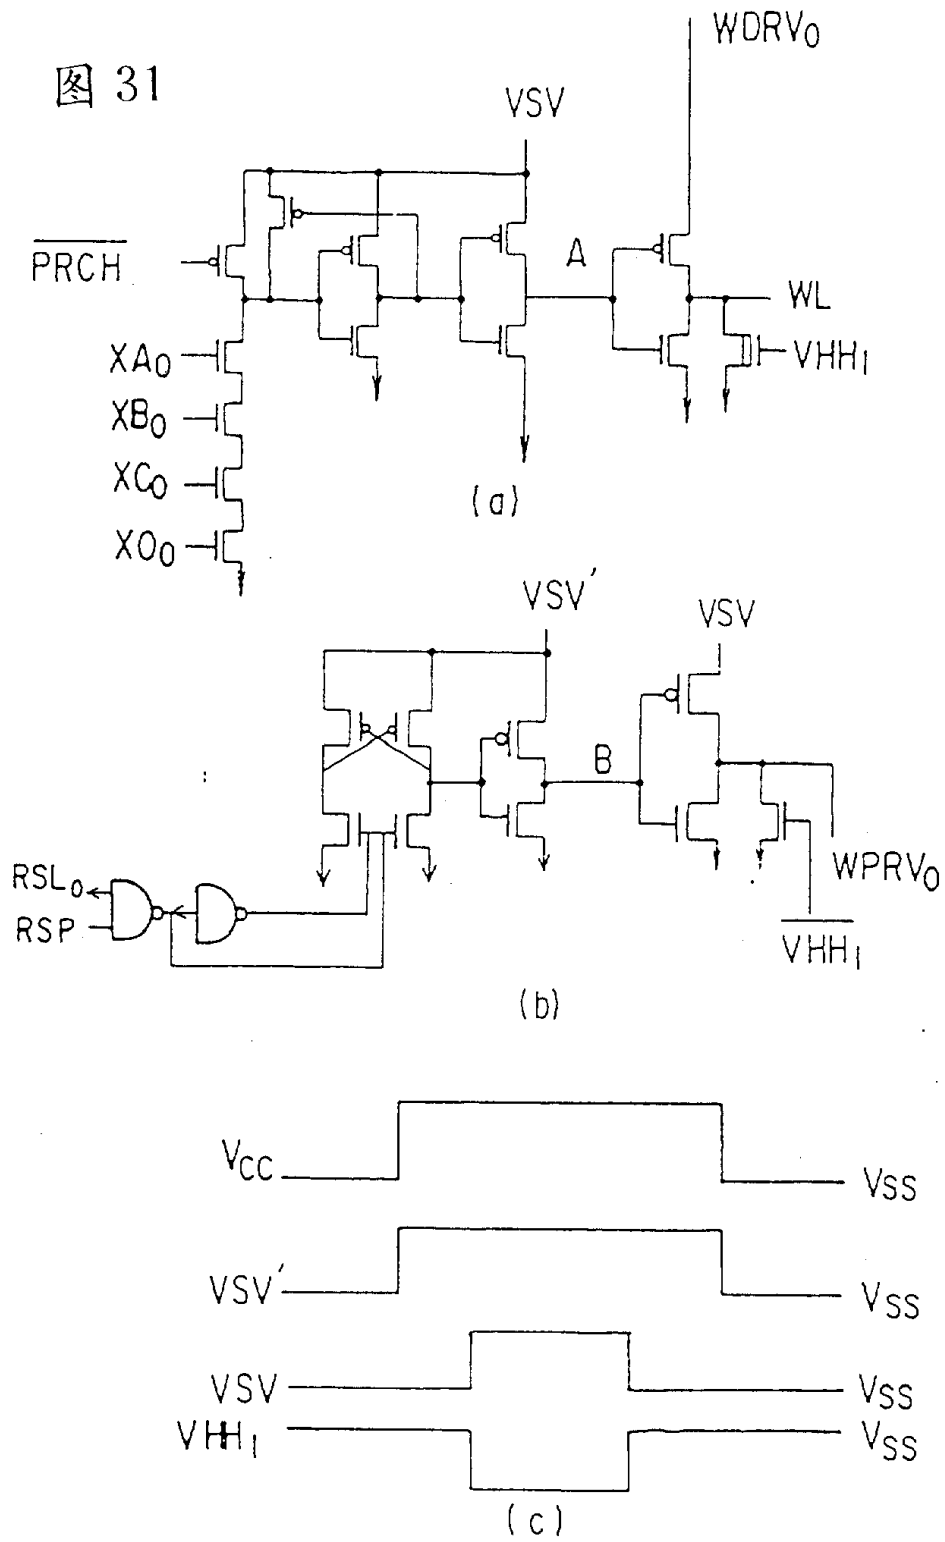 WDRV0
图 31
VSV
PRCH
A
WL
XA0
VHH1
XB0
XC0
(a)
XO0
VSV'
VSV
B
RSL0
WPRV0
RSP
VHH1
(b)
VCC
VSS
VSV'
VSS
VSV
VSS
VHH1
VSS
(c)